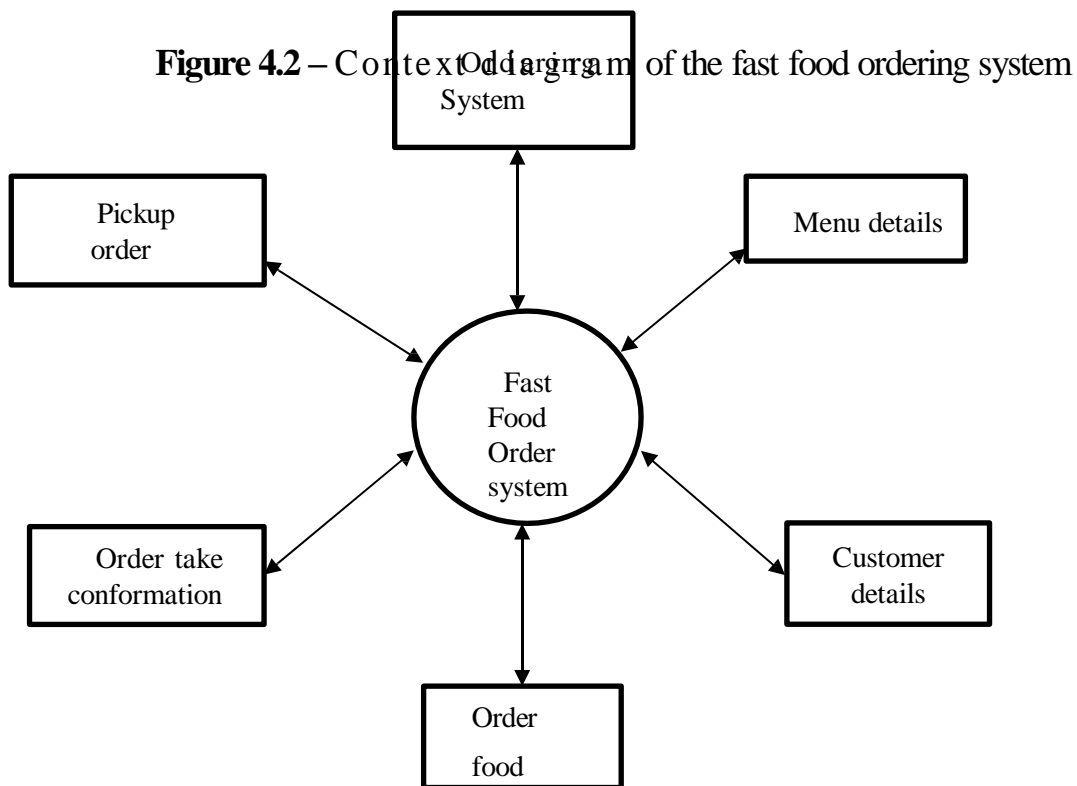 Figure 4.2 – Context diagram of the fast food ordering system
System
Pickup
order
Menu details
Fast
Food
Order
system
Order take
conformation
Customer
details
Order
food